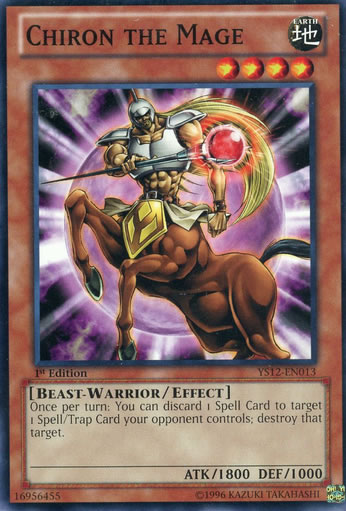 CHIRON THE MAGE
EARTH
地
1st Edition
YS12-EN013
[BEAST-WARRIOR/EFFECT]
Once per turn: You can discard 1 Spell Card to target
1 Spell/Trap Card your opponent controls; destroy that
target.
ATK/1800 DEF/1000
16956455
©1996 KAZUKI TAKAHASHI